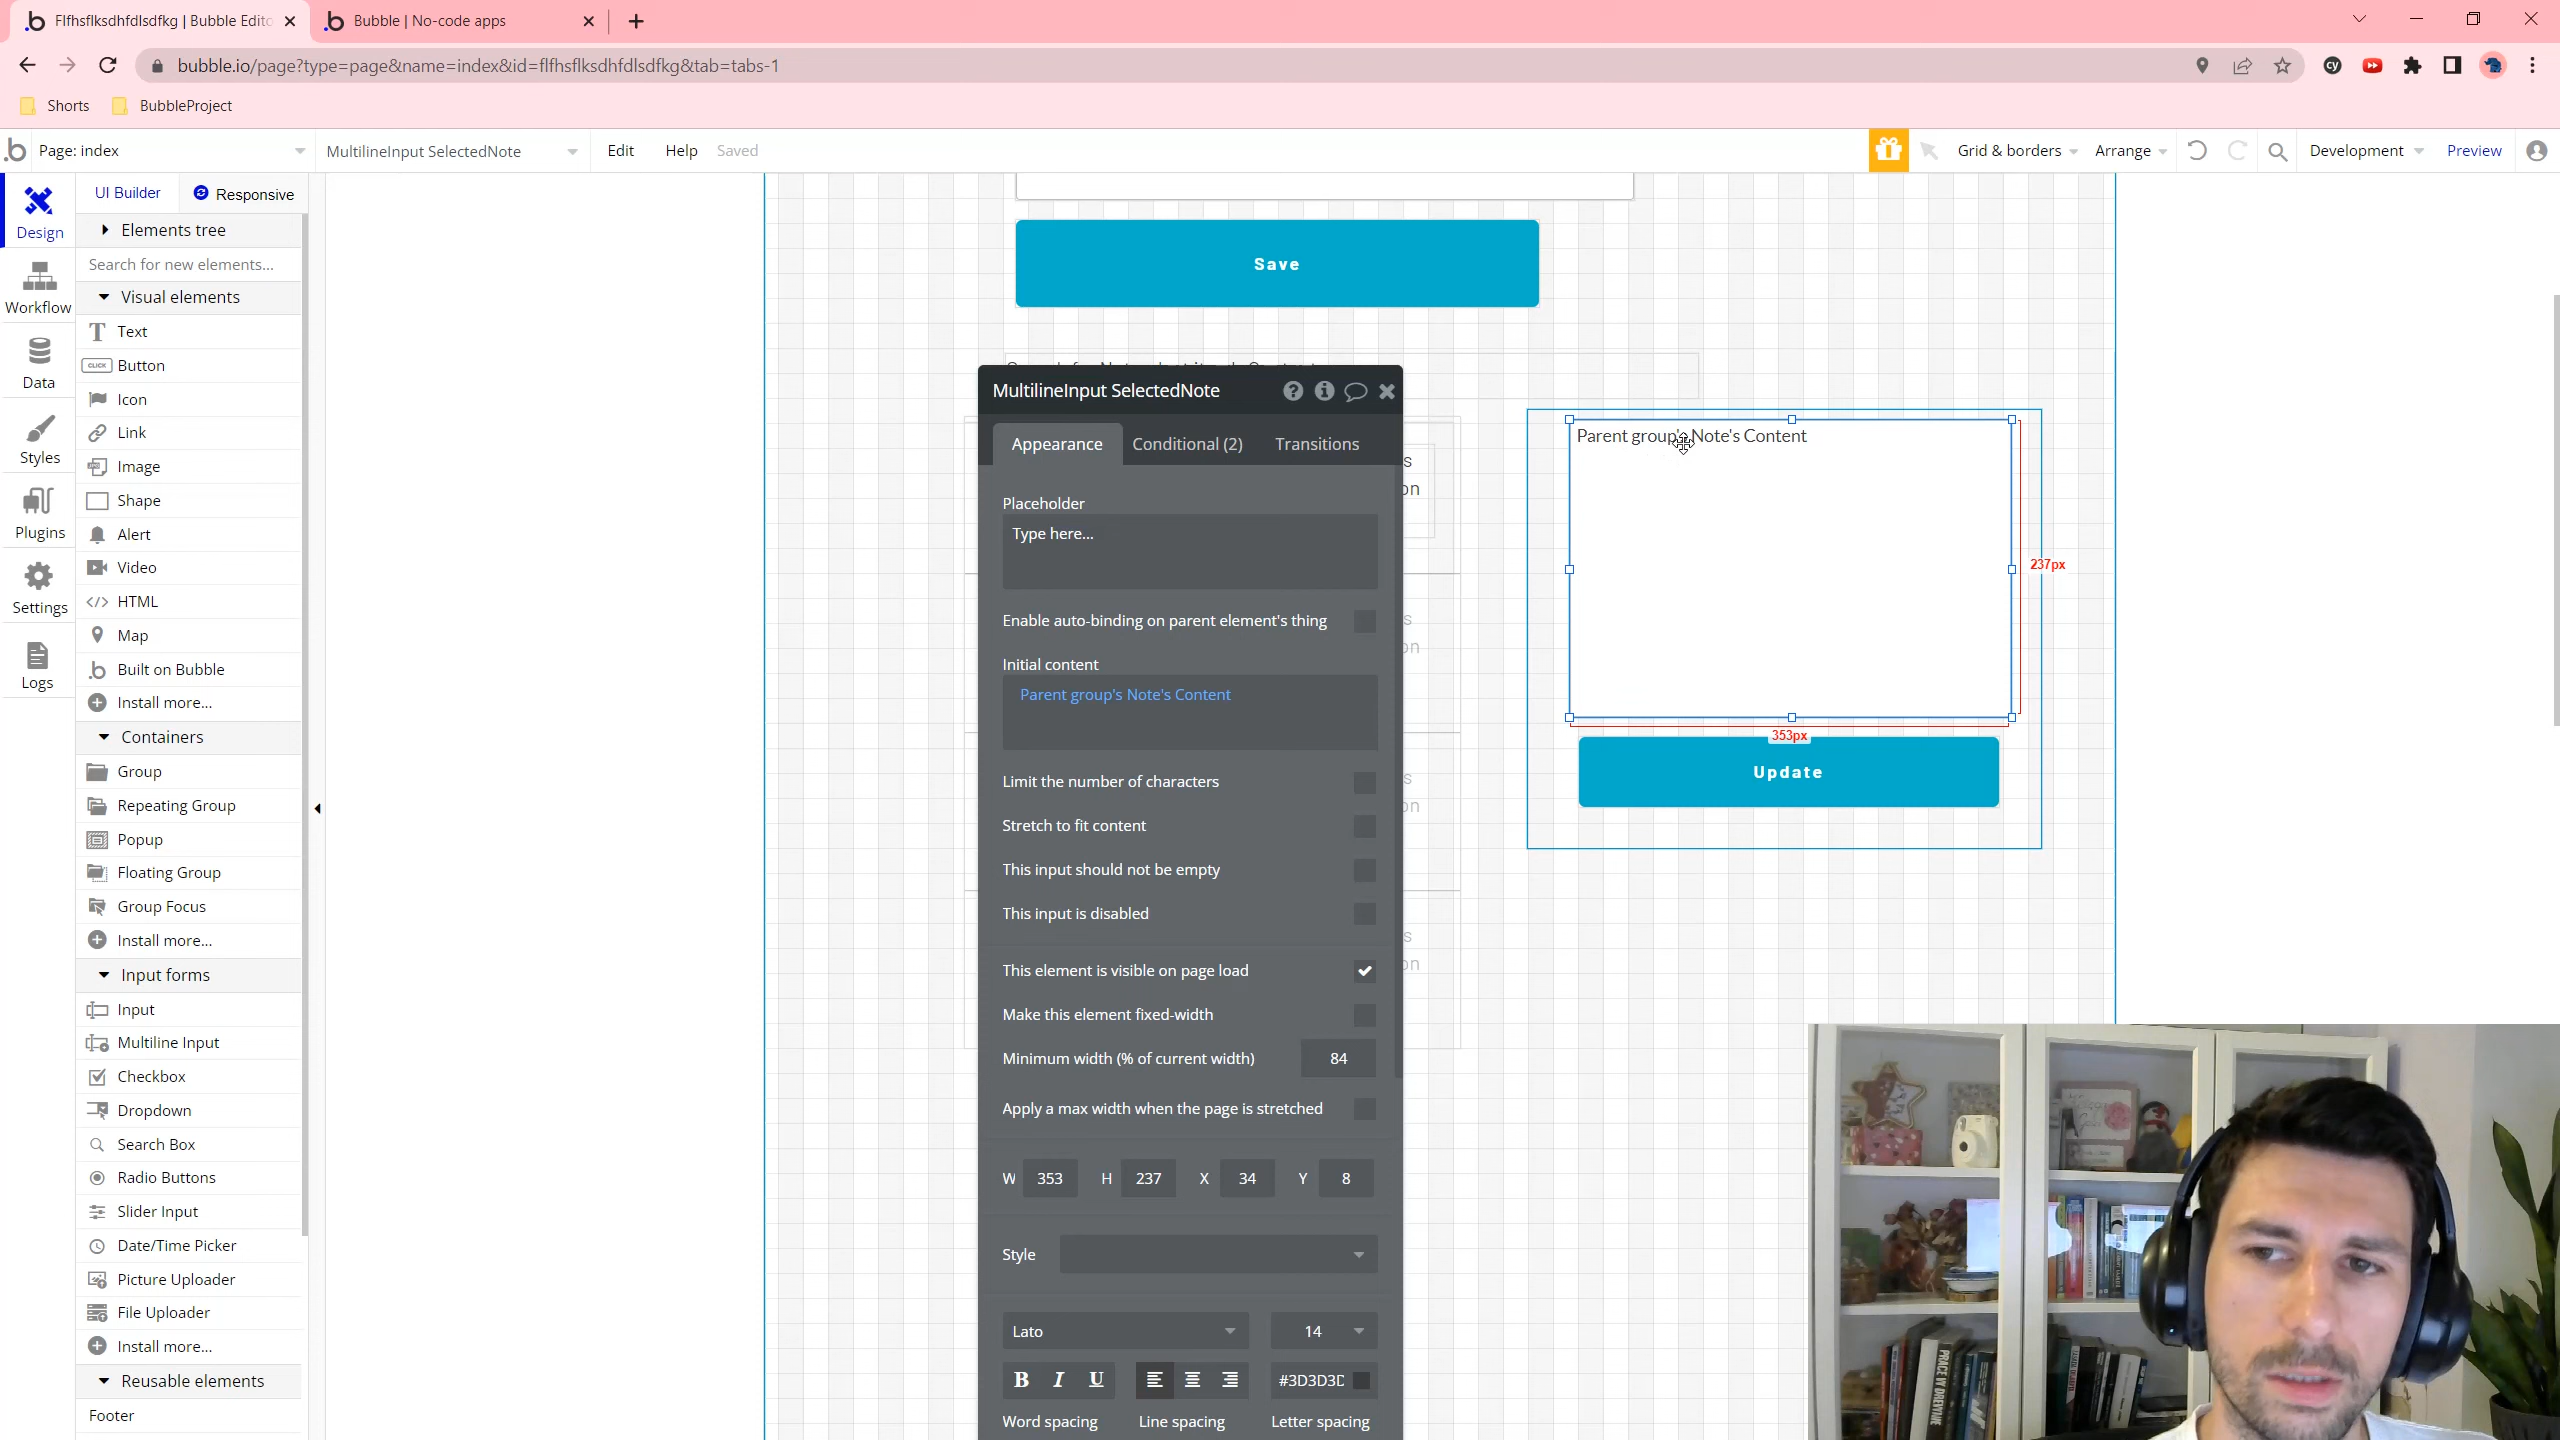 Flfhsflksdhfdlsdfkg | Bubble Edito
Bubble | No-code apps
bubble.io/page?type=page&name=index&id=flfhsflksdhfdlsdfkg&tab=tabs-1
Shorts
BubbleProject
Page: index
MultilineInput SelectedNote
Edit
Help
Saved
Grid & borders
Arrange
Development
Preview
Design
Workflow
Data
Styles
Plugins
Settings
Logs
UI Builder
Responsive
Elements tree
Search for new elements...
Visual elements
Text
CLICK Button
Icon
Link
Image
Shape
Alert
Video
HTML
Map
Built on Bubble
Install more...
Containers
Group
Repeating Group
Popup
Floating Group
Group Focus
Install more...
Input forms
Input
Multiline Input
Checkbox
Dropdown
Search Box
Radio Buttons
Slider Input
Date/Time Picker
Picture Uploader
File Uploader
Install more...
Reusable elements
Footer
Save
MultilineInput SelectedNote
Appearance
Conditional (2)
Transitions
Placeholder
Type here...
Enable auto-binding on parent element's thing
Initial content
Parent group's Note's Content
Limit the number of characters
Stretch to fit content
This input should not be empty
This input is disabled
This element is visible on page load
Make this element fixed-width
Minimum width (% of current width)
84
Apply a max width when the page is stretched
W 353 H 237 X 34 Y 8
Style
Lato
14
B I U
#3D3D3D
Word spacing
Line spacing
Letter spacing
s
on
s
on
s
on
s
on
Parent group's Note's Content
237px
353px
Update